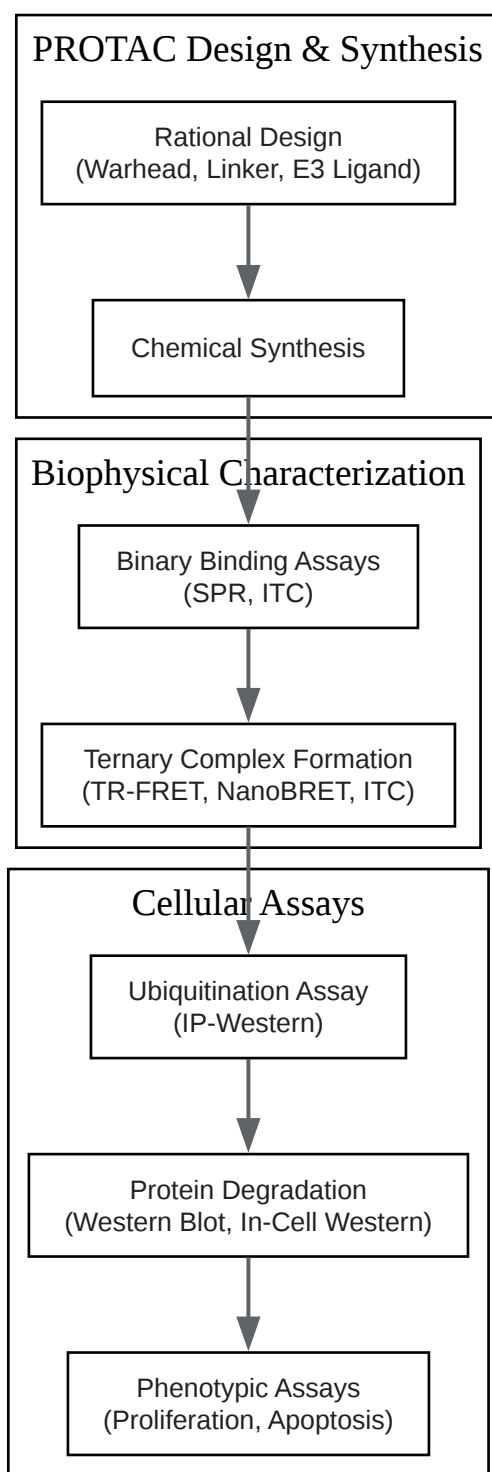 PROTAC Design & Synthesis
Rational Design
(Warhead, Linker, E3 Ligand)
Chemical Synthesis
Biophysical Characterization
Binary Binding Assays
(SPR, ITC)
Ternary Complex Formation
(TR-FRET, NanoBRET, ITC)
Cellular Assays
Ubiquitination Assay
(IP-Western)
Protein Degradation
(Western Blot, In-Cell Western)
Phenotypic Assays
(Proliferation, Apoptosis)